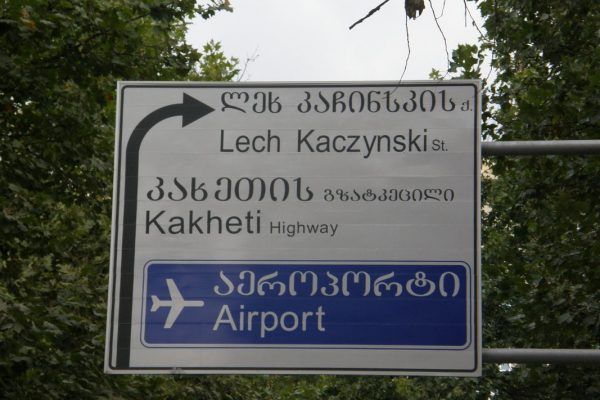 ლეხ კაჩინსკის ქ.
Lech Kaczynski St.
კახეთის გზატკეცილი
Kakheti Highway
აეროპორტი
Airport